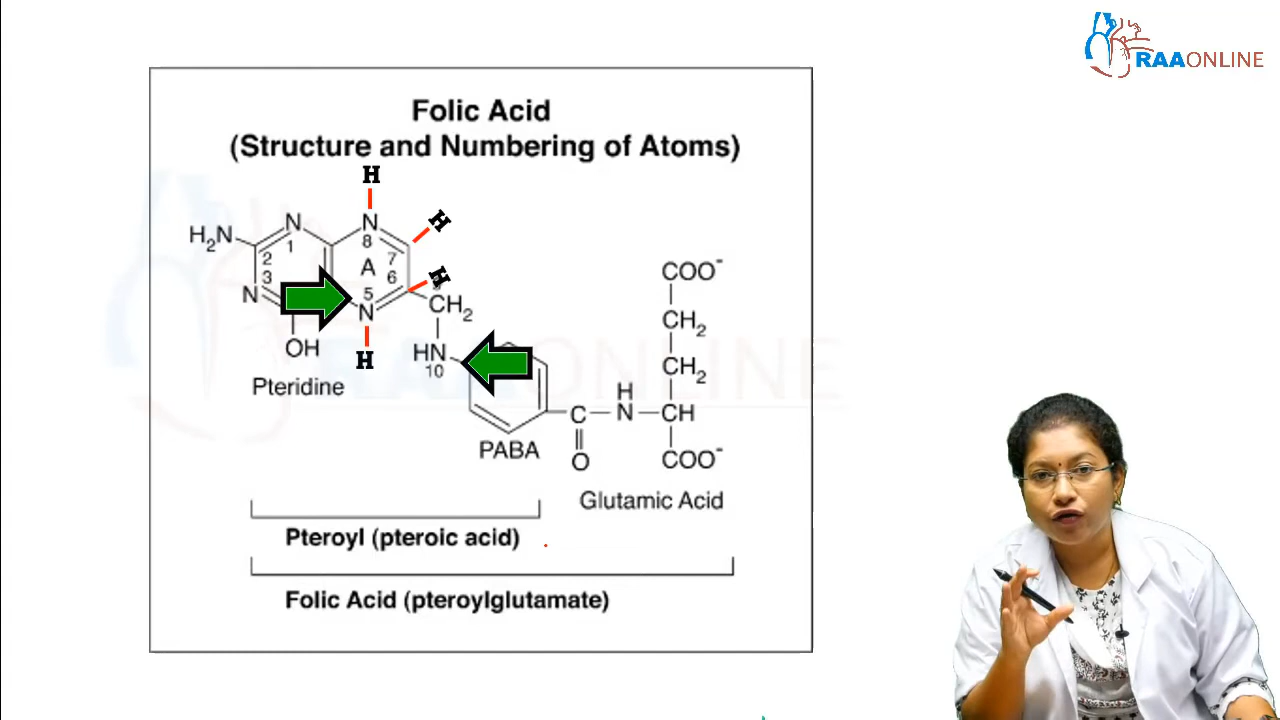 RAAONLINE
Folic Acid
(Structure and Numbering of Atoms)
H
H
H₂N
N
N
8
1
2
7
A
H
3
6
N
5
N
CH₂
COO⁻
CH₂
OH
H
HN
10
CH₂
Pteridine
H
C
N
CH
PABA
O
COO⁻
Glutamic Acid
Pteroyl (pteroic acid)
Folic Acid (pteroylglutamate)
RAAONLINE